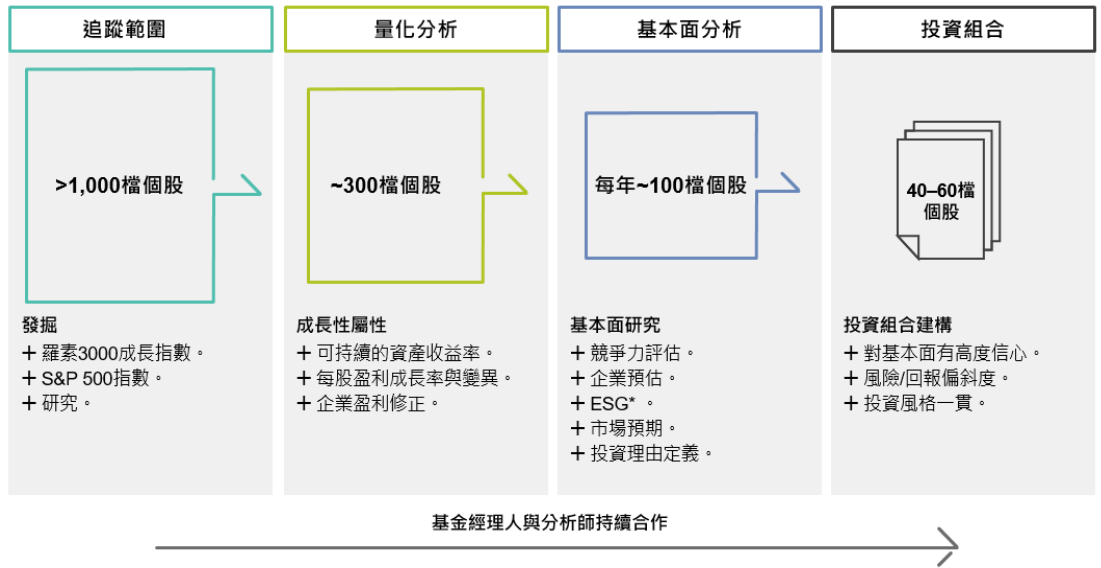 追蹤範圍
>1,000檔個股
發掘
+ 羅素3000成長指數。
+ S&P 500指數。
+ 研究。
量化分析
~300檔個股
成長性屬性
+ 可持續的資產收益率。
+ 每股盈利成長率與變異。
+ 企業盈利修正。
基本面分析
每年~100檔個股
基本面研究
+ 競爭力評估。
+ 企業預估。
+ ESG* 。
+ 市場預期。
+ 投資理由定義。
投資組合
40–60檔
個股
投資組合建構
+ 對基本面有高度信心。
+ 風險/回報偏斜度。
+ 投資風格一貫。
基金經理人與分析師持續合作